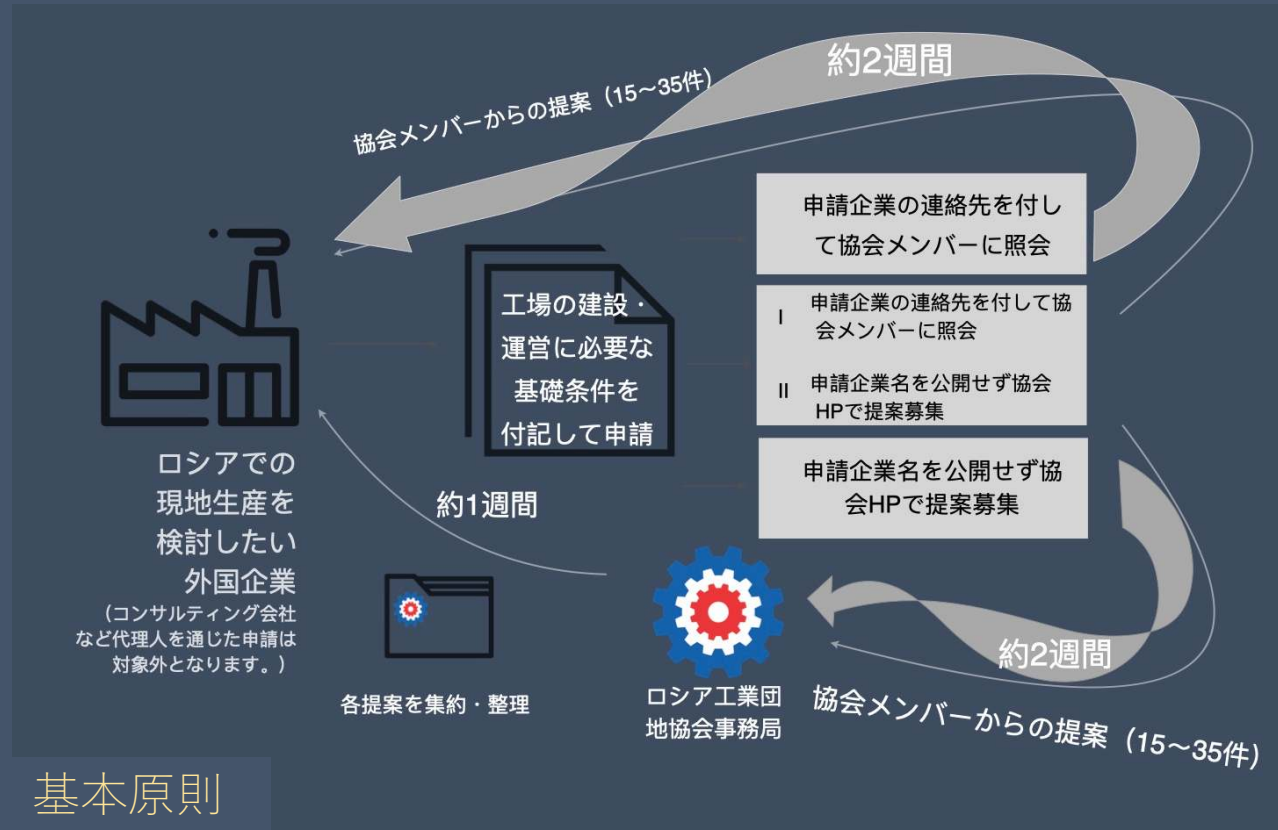 約2週間
協会メンバーからの提案（15～35件）
申請企業の連絡先を付し
て協会メンバーに照会
工場の建設・
運営に必要な
基礎条件を
付記して申請
I 申請企業の連絡先を付して協
会メンバーに照会
II 申請企業名を公開せず協会
HPで提案募集
申請企業名を公開せず協
会HPで提案募集
ロシアでの
現地生産を
検討したい
外国企業
（コンサルティング会社
など代理人を通じた申請は
対象外となります。）
約1週間
各提案を集約・整理
ロシア工業団
地協会事務局
約2週間
協会メンバーからの提案（15～35件）
基本原則